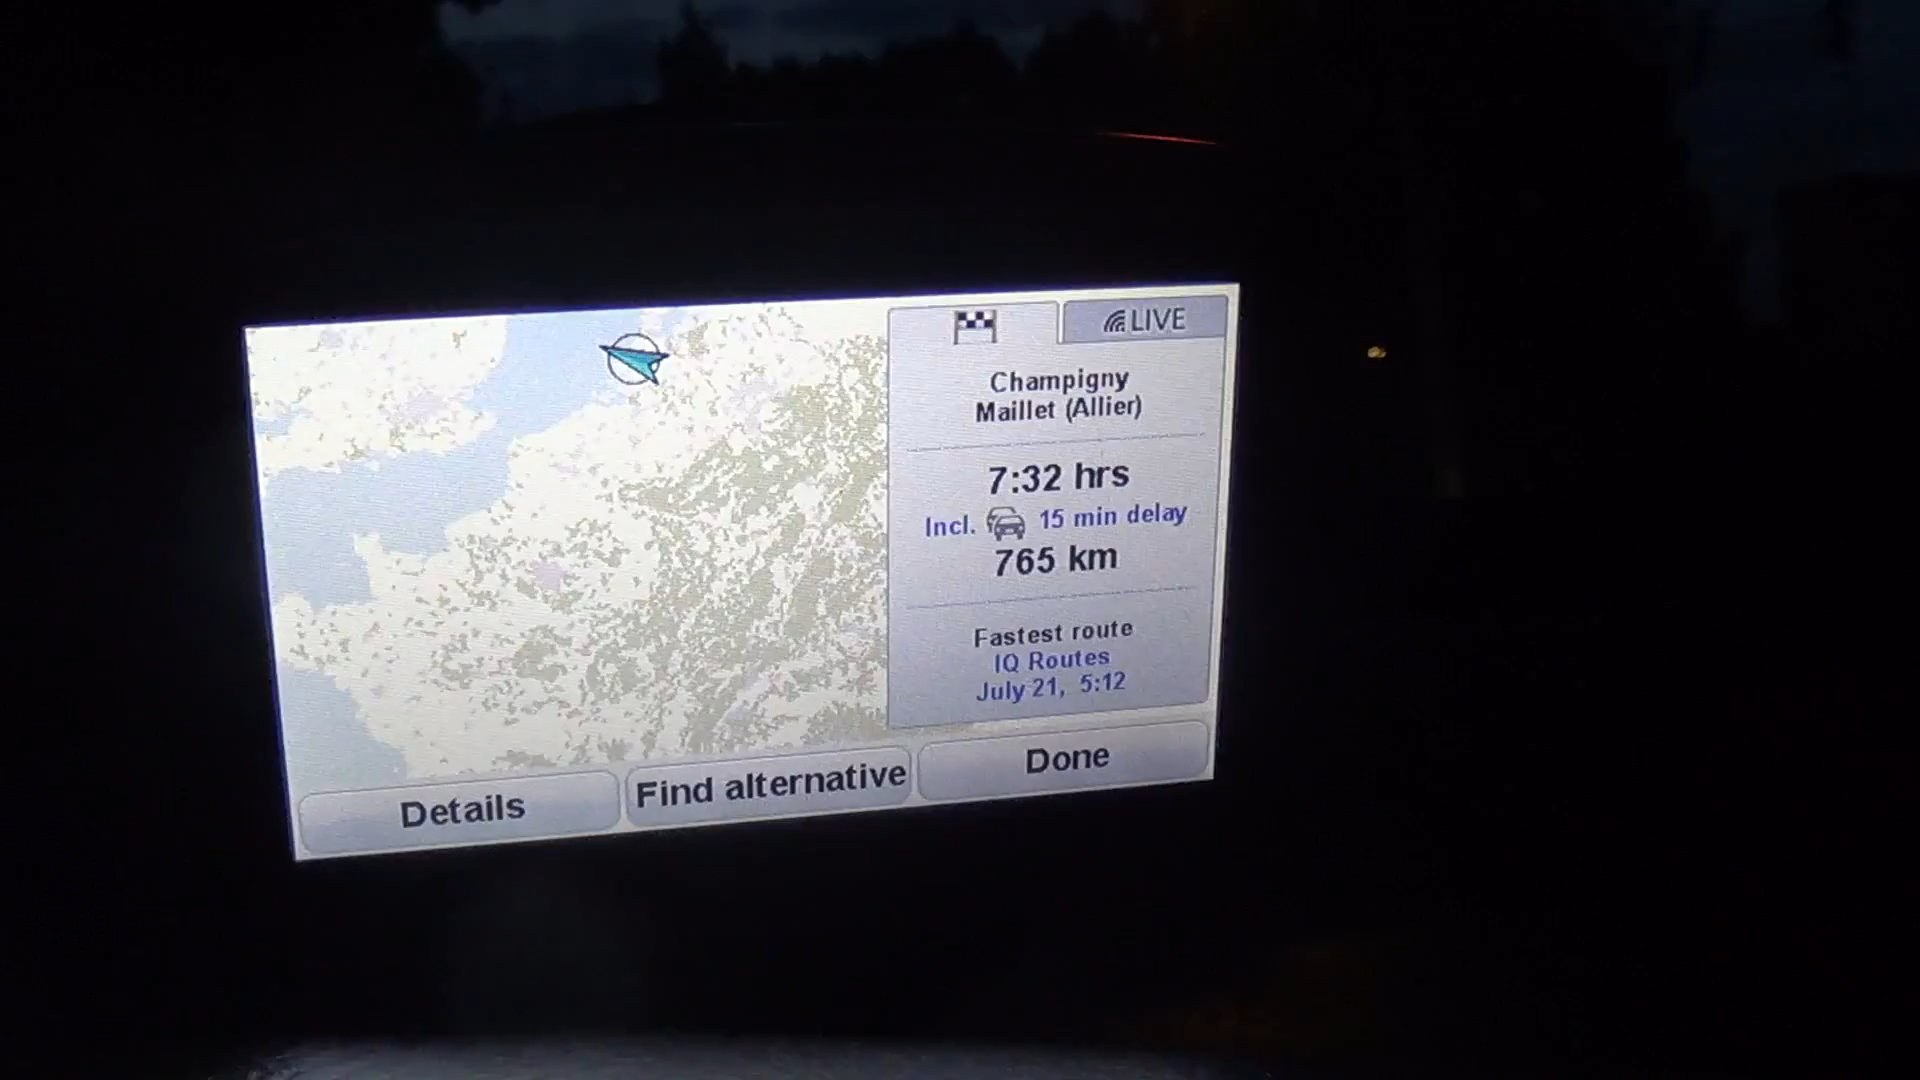 LIVE
Champigny
Maillet (Allier)
7:32 hrs
Incl. 15 min delay
765 km
Fastest route
IQ Routes
July 21, 5:12
Details
Find alternative
Done